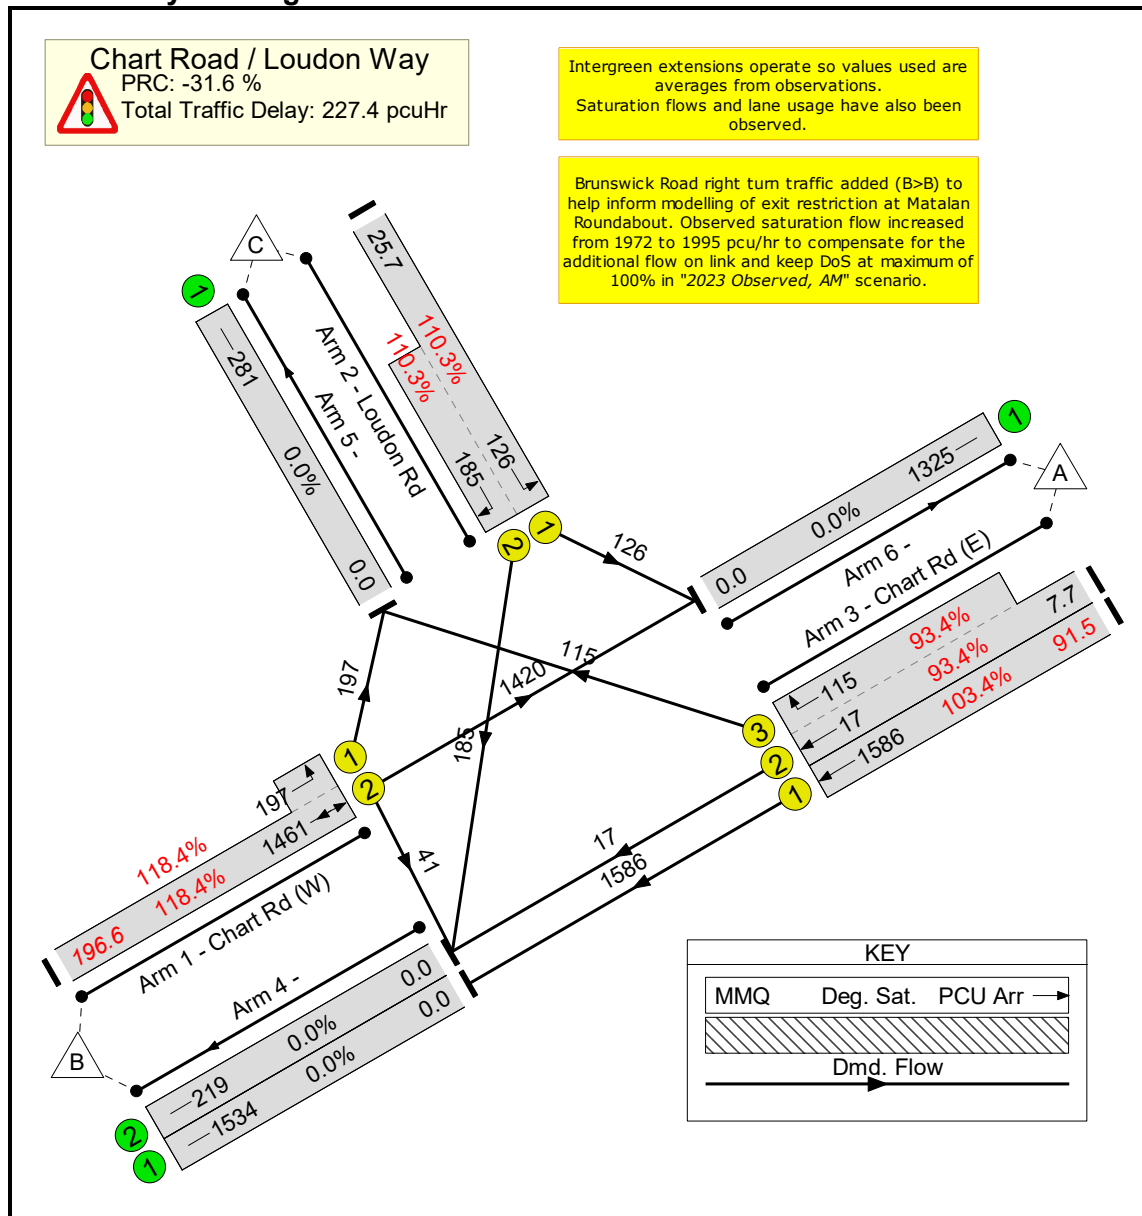 Chart Road / Loudon Way
PRC: -31.6 %
Total Traffic Delay: 227.4 pcuHr
Intergreen extensions operate so values used are
averages from observations.
Saturation flows and lane usage have also been
observed.
Brunswick Road right turn traffic added (B>B) to
help inform modelling of exit restriction at Matalan
Roundabout. Observed saturation flow increased
from 1972 to 1995 pcu/hr to compensate for the
additional flow on link and keep DoS at maximum of
100% in "2023 Observed, AM" scenario.
C
1
281
0.0%
0.0
Arm 5 -
Arm 2 - Loudon Rd
25.7
110.3%
110.3%
126
185
2
1
126
1
A
1325
0.0%
0.0
Arm 6 -
Arm 3 - Chart Rd (E)
93.4%
115
7.7
93.4%
17
91.5
103.4%
1586
3
2
1
115
197
1420
185
41
17
1586
1
2
197
1461
118.4%
118.4%
196.6
Arm 1 - Chart Rd (W)
Arm 4 -
B
0.0
0.0%
219
0.0
0.0%
1534
2
1
KEY
MMQ Deg. Sat. PCU Arr
Dmd. Flow